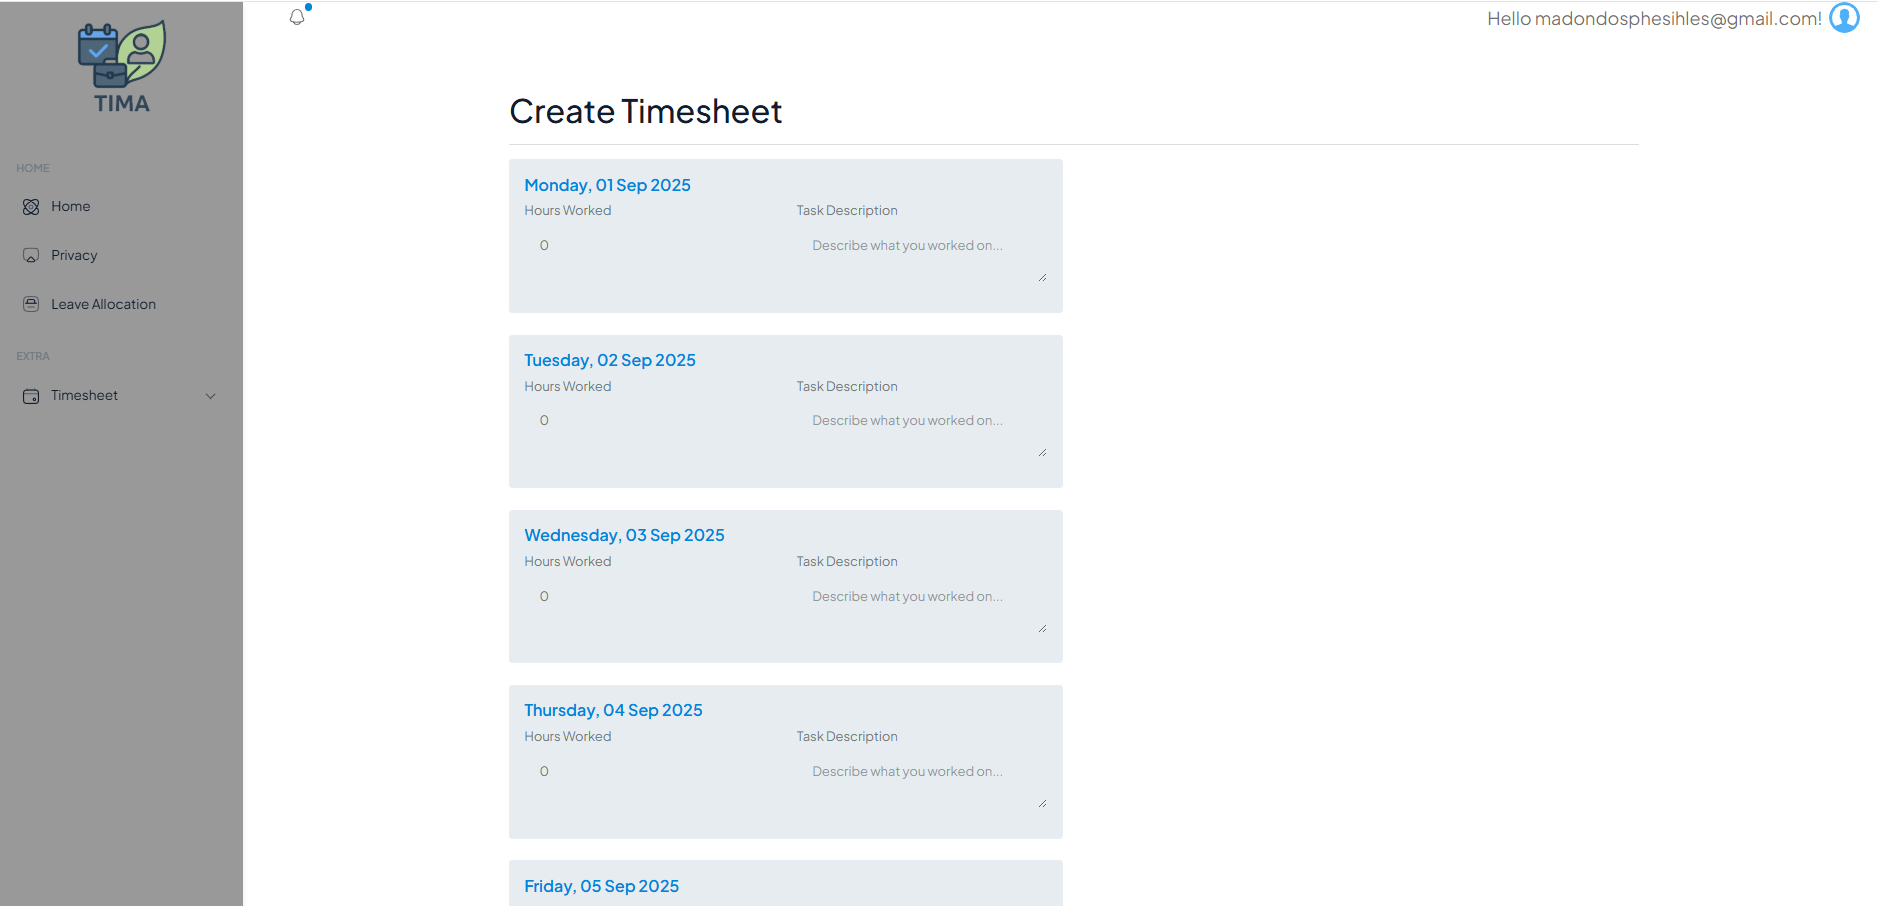 Hello madondosphesihles@gmail.com!
TIMA
HOME
Home
Privacy
Leave Allocation
EXTRA
Timesheet
Create Timesheet
Monday, 01 Sep 2025
Hours Worked Task Description
0 Describe what you worked on...
Tuesday, 02 Sep 2025
Hours Worked Task Description
0 Describe what you worked on...
Wednesday, 03 Sep 2025
Hours Worked Task Description
0 Describe what you worked on...
Thursday, 04 Sep 2025
Hours Worked Task Description
0 Describe what you worked on...
Friday, 05 Sep 2025